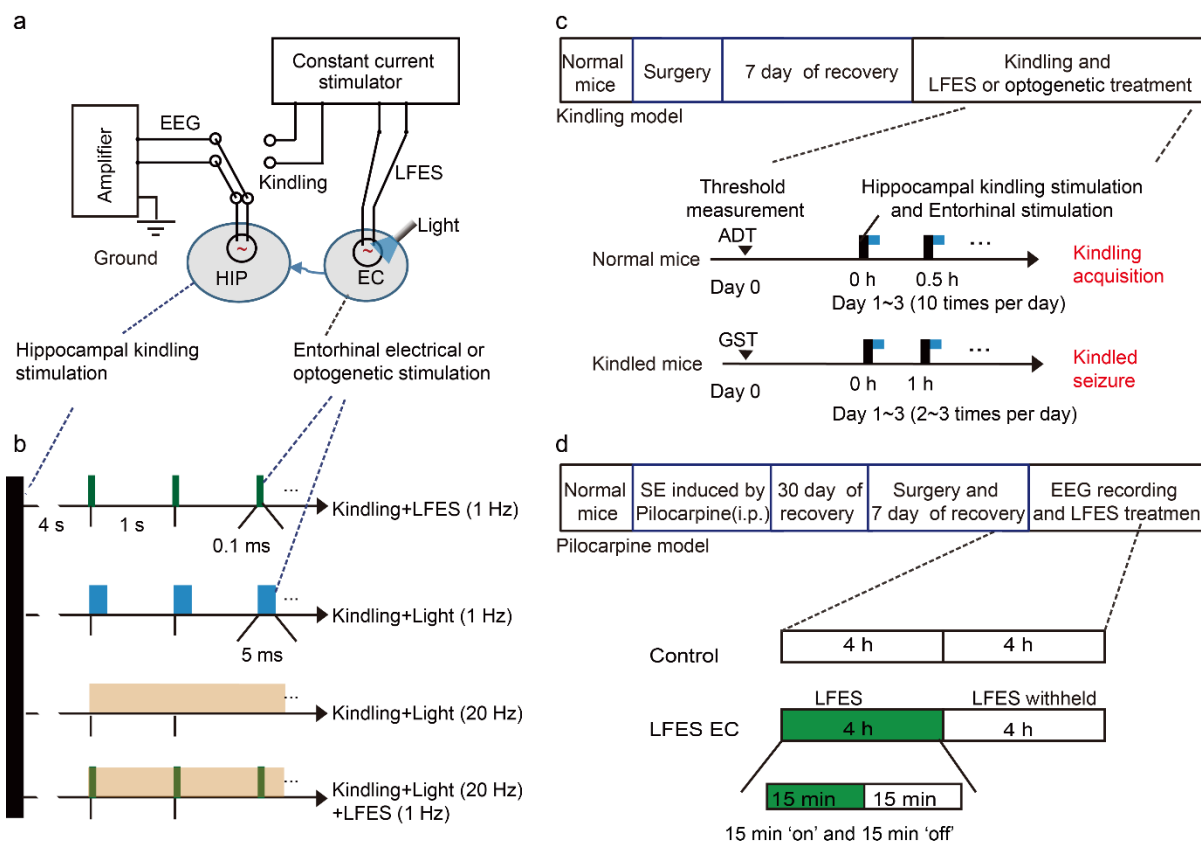 a
Constant current
stimulator
EEG
Amplifier
Kindling
LFES
Light
Ground
HIP
~
EC
~
Hippocampal kindling
stimulation
Entorhinal electrical or
optogenetic stimulation
b
...
4 s
1 s
0.1 ms
Kindling+LFES (1 Hz)
...
Kindling+Light (1 Hz)
5 ms
...
Kindling+Light (20 Hz)
...
Kindling+Light (20 Hz)
+LFES (1 Hz)
c
Normal
mice
Surgery
7 day of recovery
Kindling and
LFES or optogenetic treatment
Kindling model
Threshold
measurement
Hippocampal kindling stimulation
and Entorhinal stimulation
ADT
...
Normal mice
Kindling
acquisition
Day 0
0 h
0.5 h
Day 1~3 (10 times per day)
GST
...
Kindled mice
Kindled
seizure
Day 0
0 h
1 h
Day 1~3 (2~3 times per day)
d
Normal
mice
SE induced by
Pilocarpine(i.p.)
30 day of
recovery
Surgery and
7 day of recovery
EEG recording
and LFES treatmen
Pilocarpine model
Control
4 h
4 h
LFES
LFES withheld
LFES EC
4 h
4 h
15 min
15 min
15 min ‘on’ and 15 min ‘off’